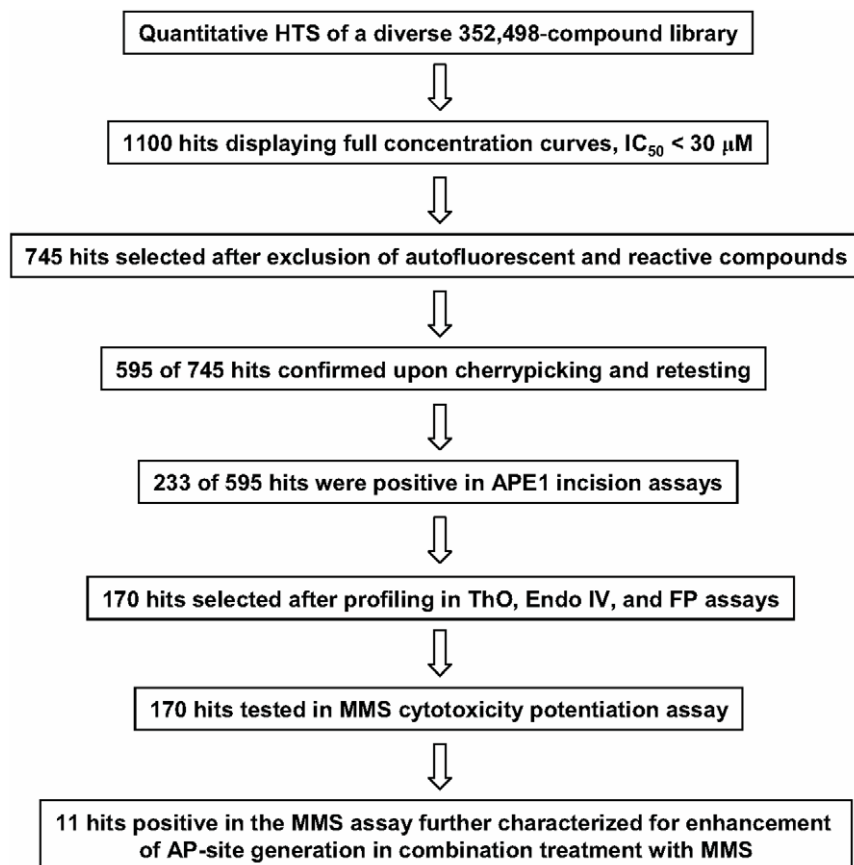 Quantitative HTS of a diverse 352,498-compound library
1100 hits displaying full concentration curves, IC50 < 30 μM
745 hits selected after exclusion of autofluorescent and reactive compounds
595 of 745 hits confirmed upon cherrypicking and retesting
233 of 595 hits were positive in APE1 incision assays
170 hits selected after profiling in ThO, Endo IV, and FP assays
170 hits tested in MMS cytotoxicity potentiation assay
11 hits positive in the MMS assay further characterized for enhancement
of AP-site generation in combination treatment with MMS